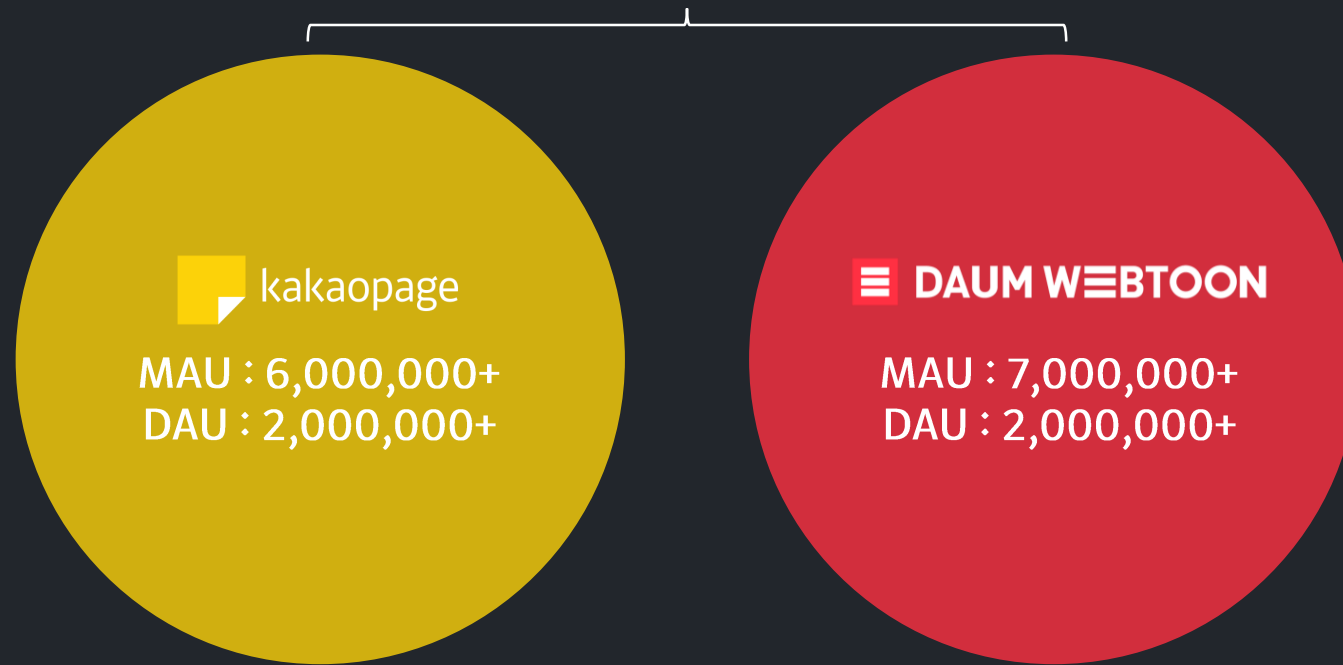 kakaopage
MAU : 6,000,000+
DAU : 2,000,000+
DAUM WEBTOON
MAU : 7,000,000+
DAU : 2,000,000+